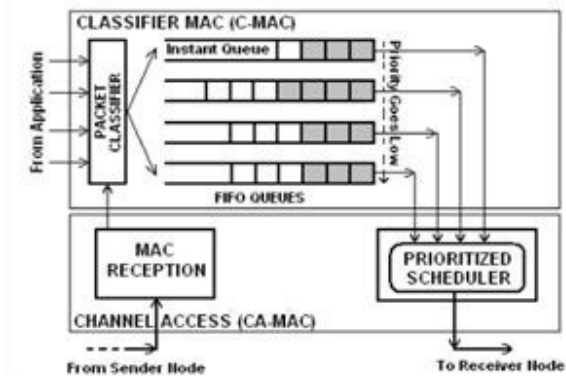 CLASSIFIER MAC (C-MAC)
Instant Queue
From Application
PACKET
CLASSIFIER
Priority Goes Low
FIFO QUEUES
MAC
RECEPTION
PRIORITIZED
SCHEDULER
CHANNEL ACCESS (CA-MAC)
From Sender Node
To Receiver Node